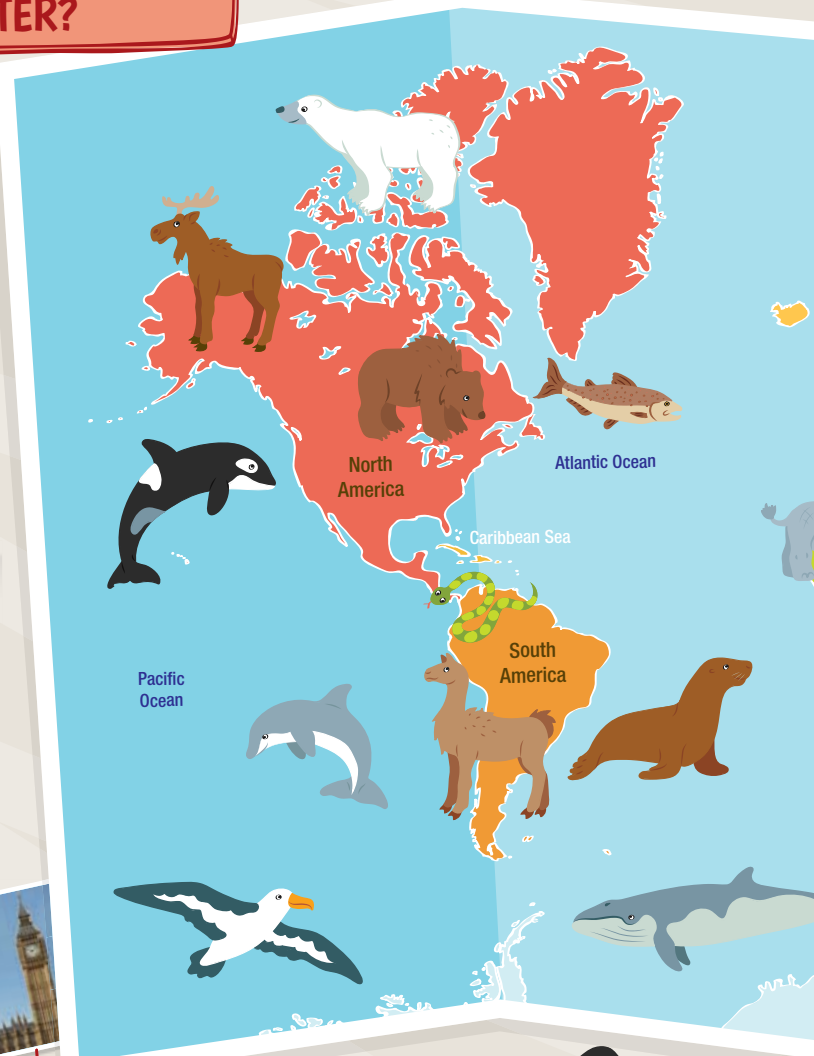 TER?
North
America
Atlantic Ocean
Caribbean Sea
South
America
Pacific
Ocean